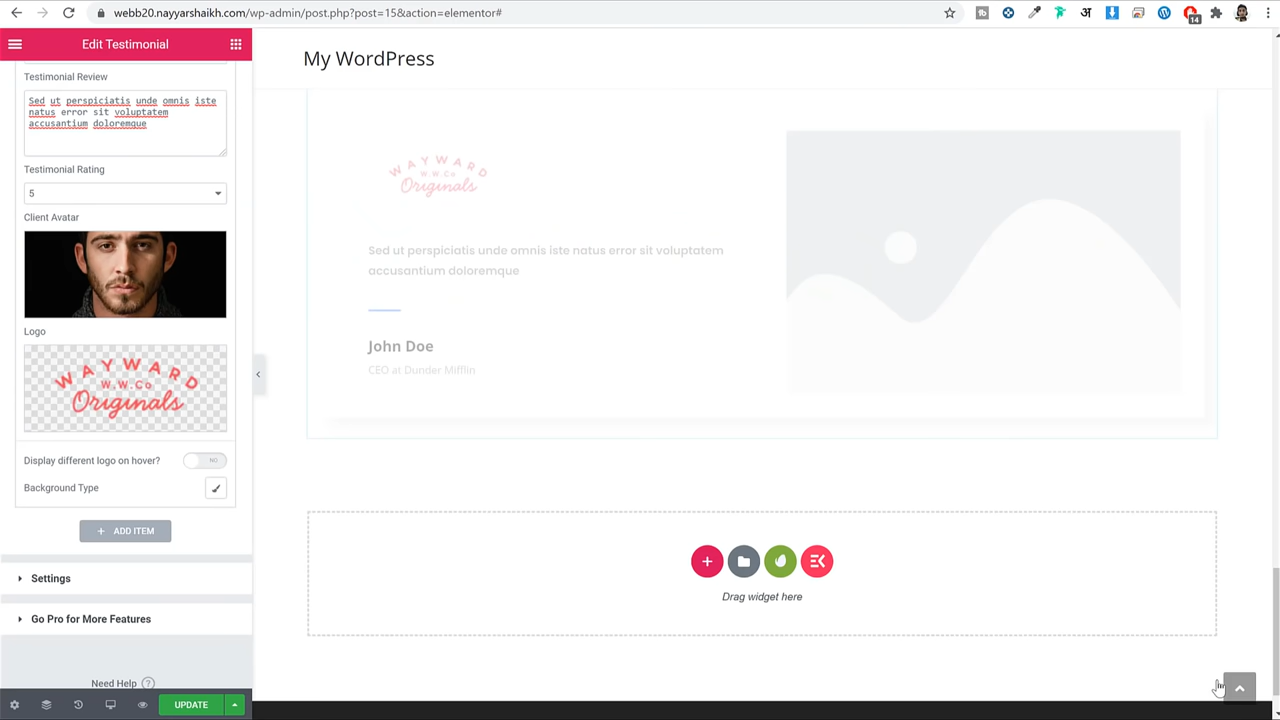 webb20.nayyarshaikh.com/wp-admin/post.php?post=15&action=elementor#
14
Edit Testimonial
My WordPress
Testimonial Review
Sed ut perspiciatis unde omnis iste
natus error sit voluptatem
accusantium doloremque
Testimonial Rating
5
Client Avatar
Logo
WAYWARD
W.W.Co
Originals
Display different logo on hover?
NO
Background Type
+ ADD ITEM
Settings
Go Pro for More Features
Need Help ?
UPDATE
WAYWARD
W.W.Co
Originals
Sed ut perspiciatis unde omnis iste natus error sit voluptatem
accusantium doloremque
John Doe
CEO at Dunder Mifflin
Drag widget here